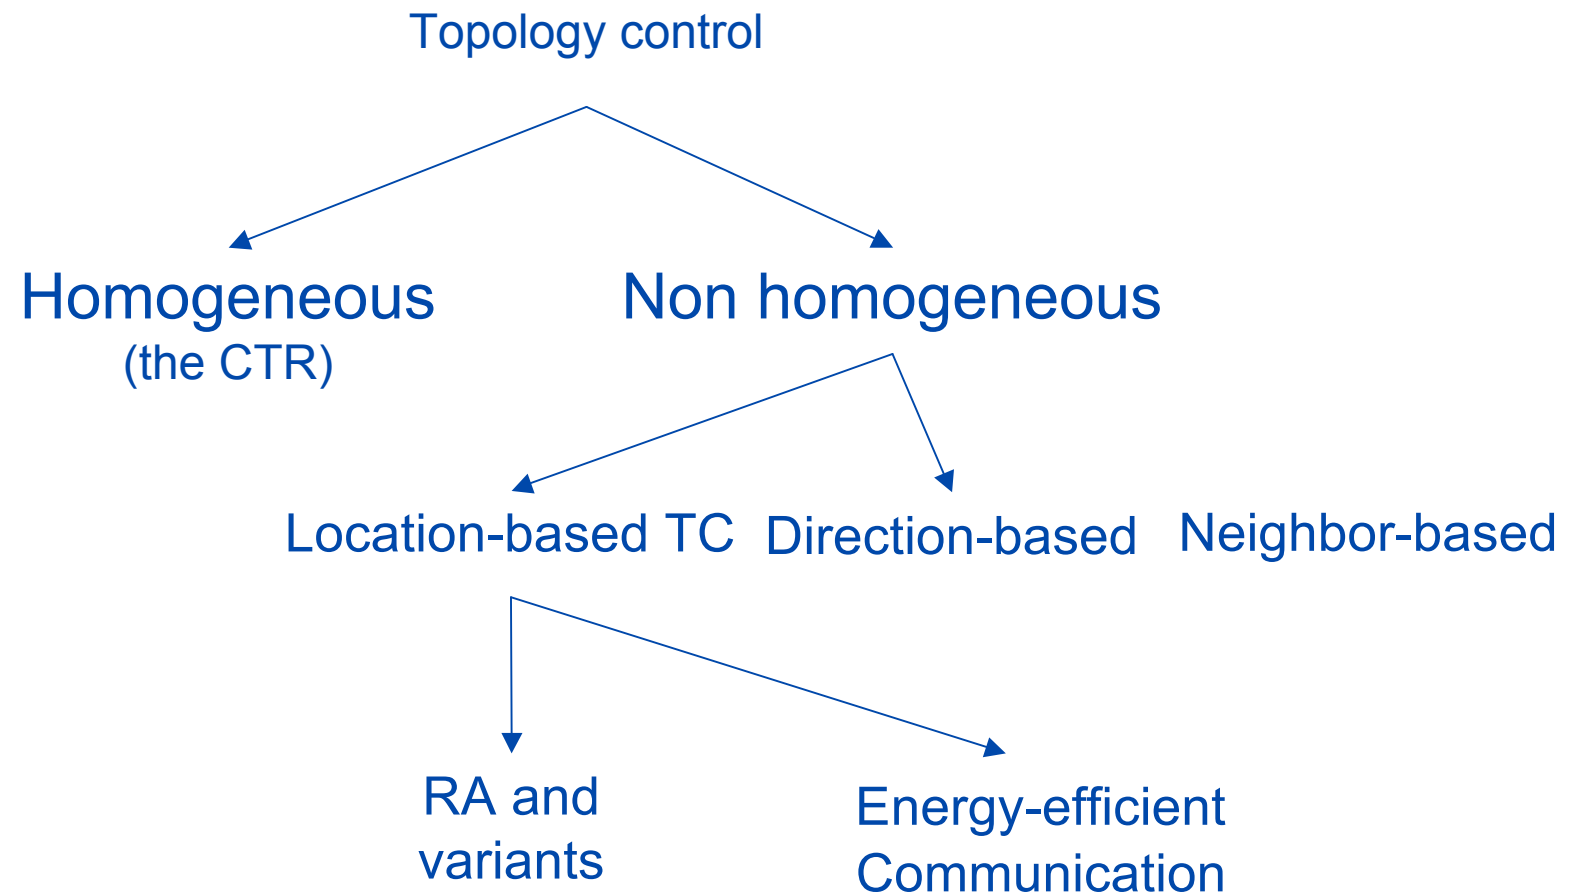 Topology control
Homogeneous
(the CTR)
Non homogeneous
Location-based TC
Direction-based
Neighbor-based
RA and
variants
Energy-efficient
Communication